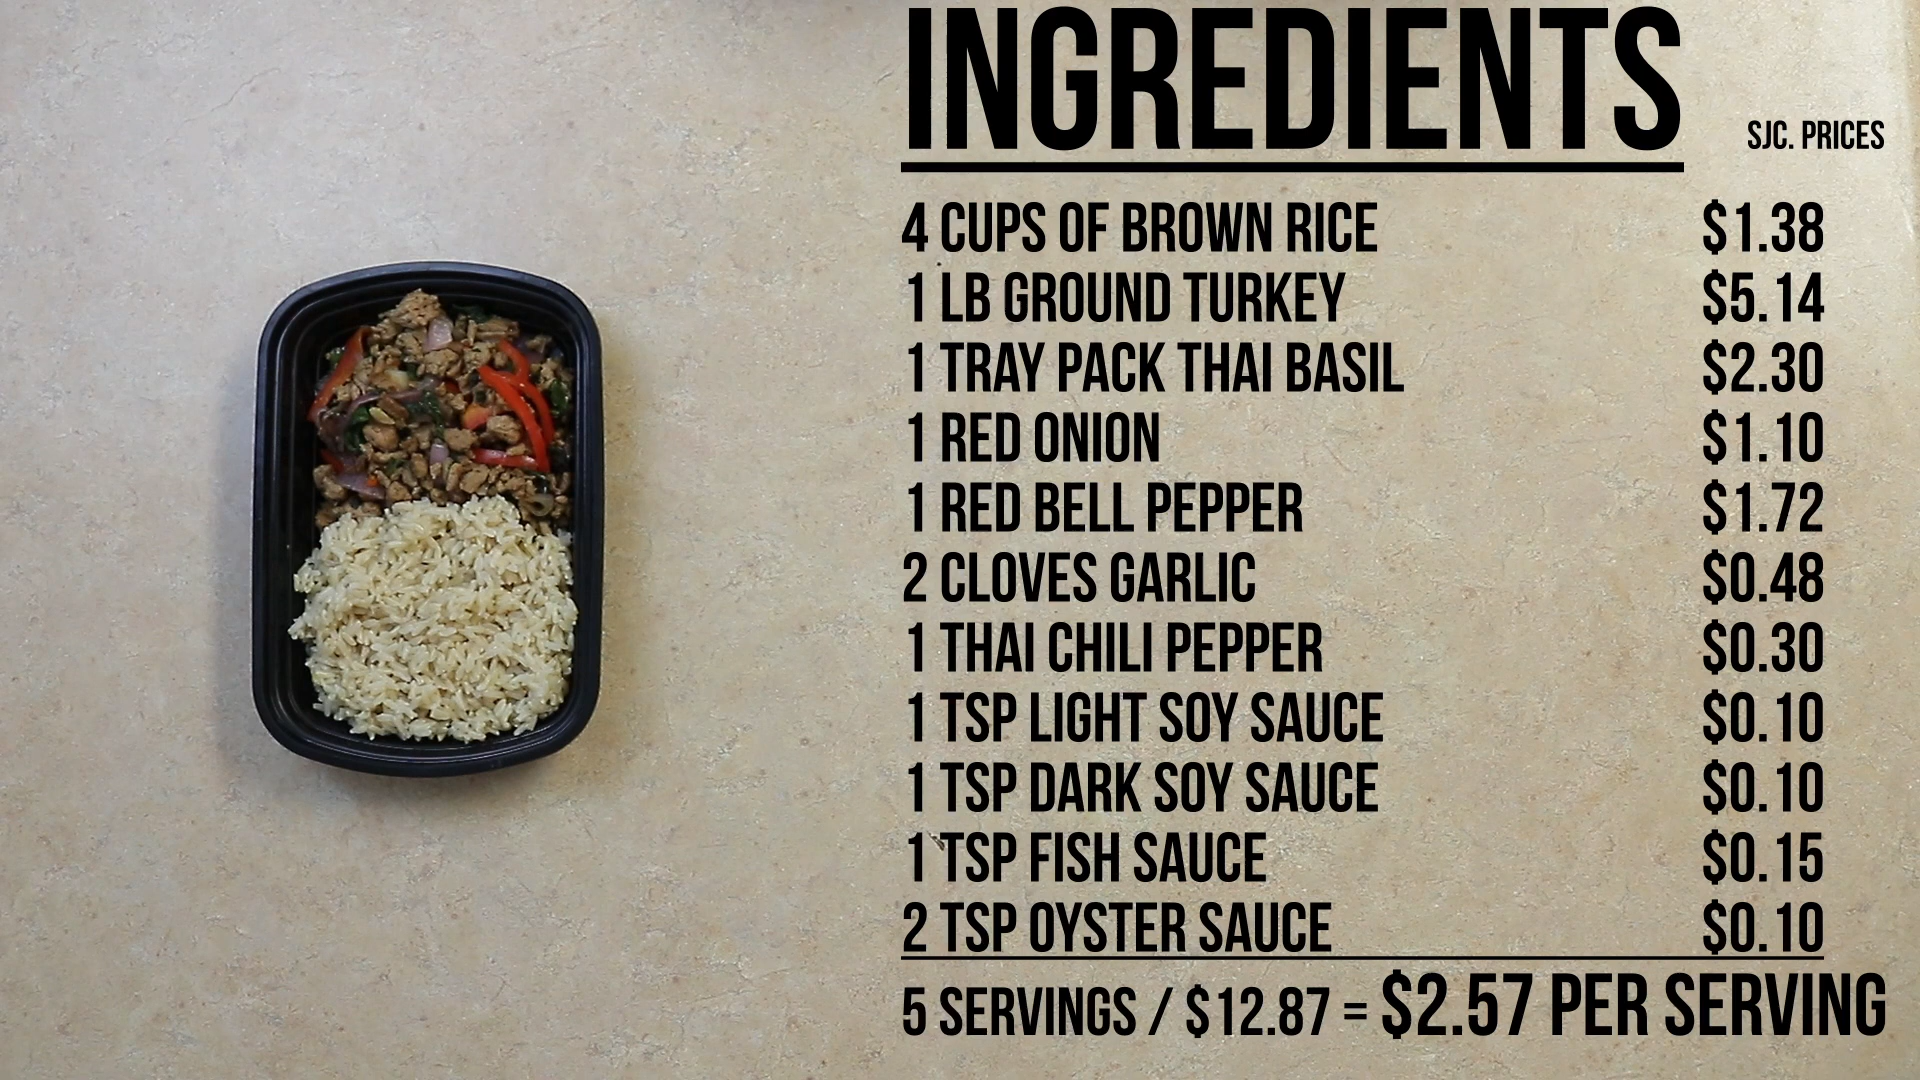 INGREDIENTS
SJC. PRICES
4 CUPS OF BROWN RICE $1.38
1 LB GROUND TURKEY $5.14
1 TRAY PACK THAI BASIL $2.30
1 RED ONION $1.10
1 RED BELL PEPPER $1.72
2 CLOVES GARLIC $0.48
1 THAI CHILI PEPPER $0.30
1 TSP LIGHT SOY SAUCE $0.10
1 TSP DARK SOY SAUCE $0.10
1 TSP FISH SAUCE $0.15
2 TSP OYSTER SAUCE $0.10
5 SERVINGS / $12.87 = $2.57 PER SERVING